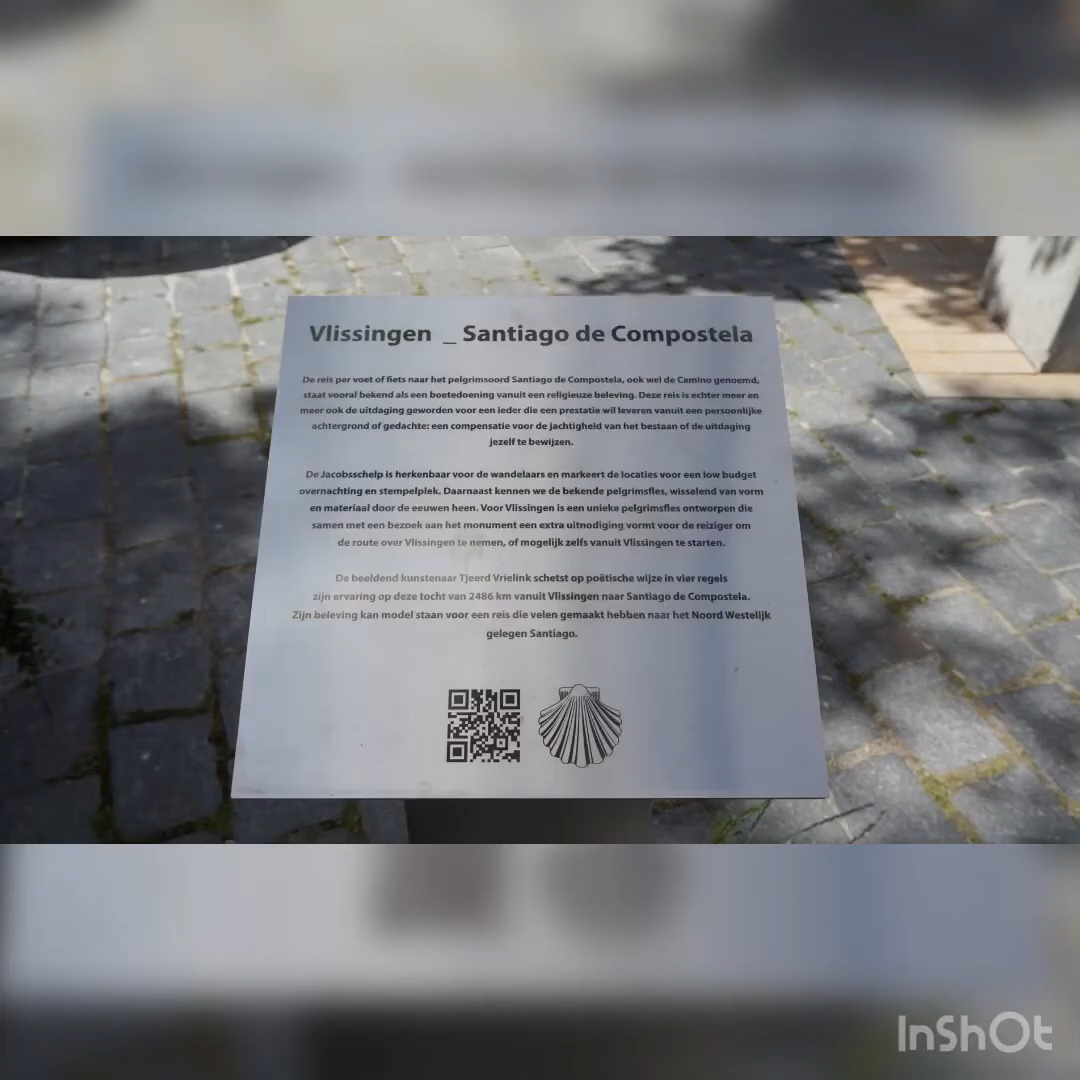 Vlissingen _ Santiago de Compostela
De reis per voet of fiets naar het pelgrimsoord Santiago de Compostela, ook wel de Camino genoemd,
staat vooral bekend als een boetedoening vanuit een religieuze beleving. Deze reis is echter meer en
meer ook de uitdaging geworden voor een ieder die een prestatie wil leveren vanuit een persoonlijke
achtergrond of gedachte: een compensatie voor de jachtigheid van het bestaan of de uitdaging
jezelf te bewijzen.
De Jacobsschelp is herkenbaar voor de wandelaars en markeert de locaties voor een low budget
overnachting en stempelplek. Daarnaast kennen we de bekende pelgrimsfles, wisselend van vorm
en materiaal door de eeuwen heen. Voor Vlissingen is een unieke pelgrimsfles ontworpen die
samen met een bezoek aan het monument een extra uitnodiging vormt voor de reiziger om
de route over Vlissingen te nemen, of mogelijk zelfs vanuit Vlissingen te starten.
De beeldend kunstenaar Tjeerd Vrielink schetst op poëtische wijze in vier regels
zijn ervaring op deze tocht van 2486 km vanuit Vlissingen naar Santiago de Compostela.
Zijn beleving kan model staan voor een reis die velen gemaakt hebben naar het Noord Westelijk
gelegen Santiago.
InShOt